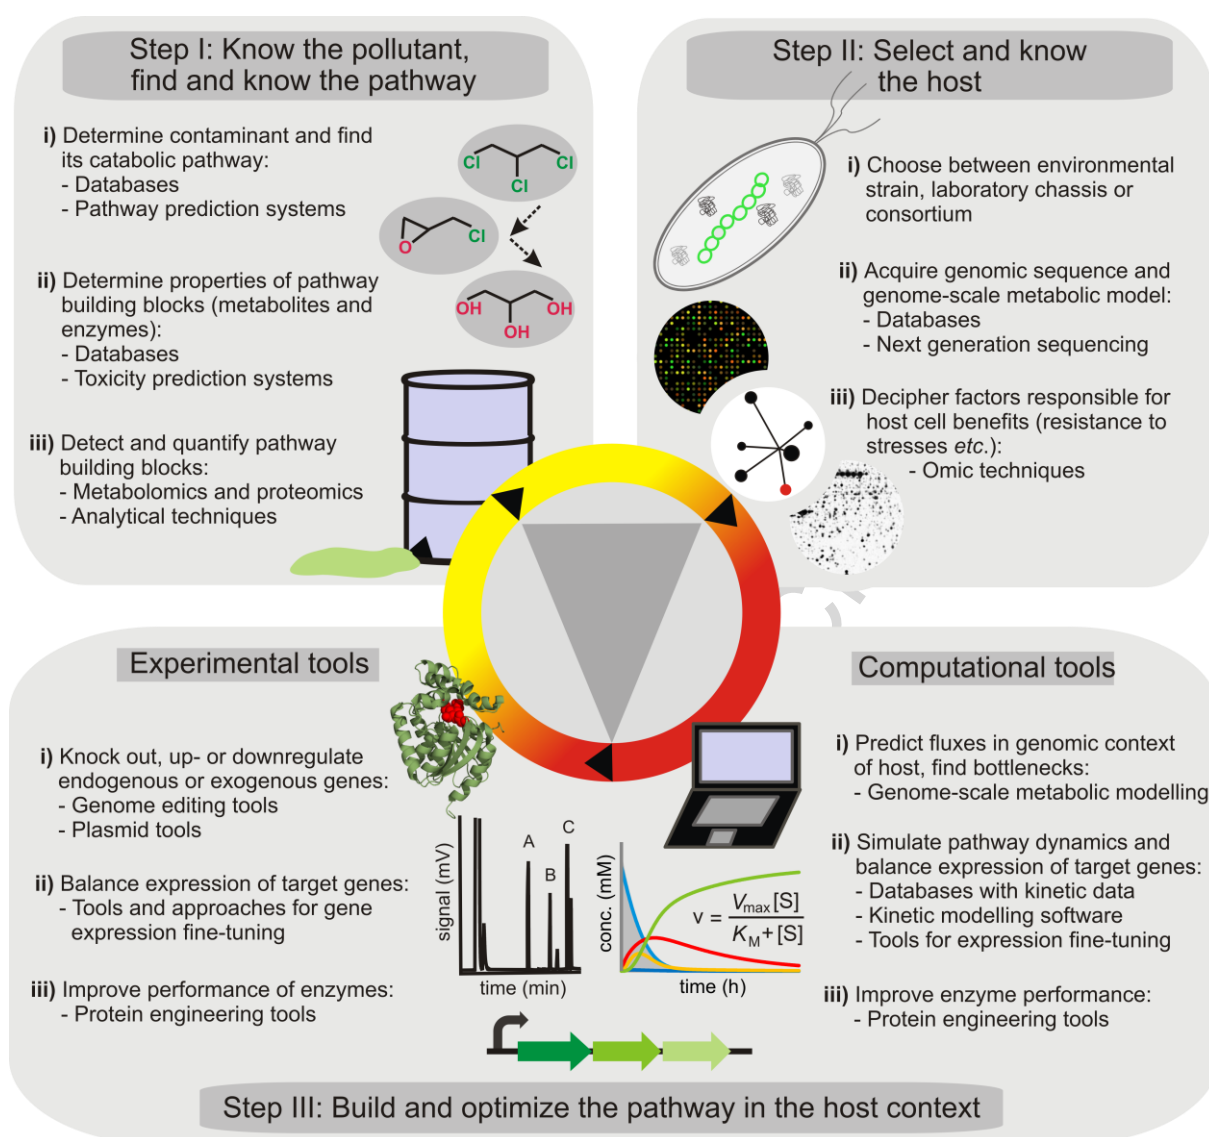 Step I: Know the pollutant,
find and know the pathway
i) Determine contaminant and find
its catabolic pathway:
- Databases
- Pathway prediction systems
Cl
Cl
Cl
O
Cl
ii) Determine properties of pathway
building blocks (metabolites and
enzymes):
- Databases
- Toxicity prediction systems
OH
OH
OH
iii) Detect and quantify pathway
building blocks:
- Metabolomics and proteomics
- Analytical techniques
Step II: Select and know
the host
i) Choose between environmental
strain, laboratory chassis or
consortium
ii) Acquire genomic sequence and
genome-scale metabolic model:
- Databases
- Next generation sequencing
iii) Decipher factors responsible for
host cell benefits (resistance to
stresses etc.):
- Omic techniques
Experimental tools
i) Knock out, up- or downregulate
endogenous or exogenous genes:
- Genome editing tools
- Plasmid tools
ii) Balance expression of target genes:
- Tools and approaches for gene
expression fine-tuning
iii) Improve performance of enzymes:
- Protein engineering tools
signal (mV)
A
B
C
time (min)
conc. (mM)
v = Vmax [S]
KM + [S]
time (h)
Computational tools
i) Predict fluxes in genomic context
of host, find bottlenecks:
- Genome-scale metabolic modelling
ii) Simulate pathway dynamics and
balance expression of target genes:
- Databases with kinetic data
- Kinetic modelling software
- Tools for expression fine-tuning
iii) Improve enzyme performance:
- Protein engineering tools
Step III: Build and optimize the pathway in the host context